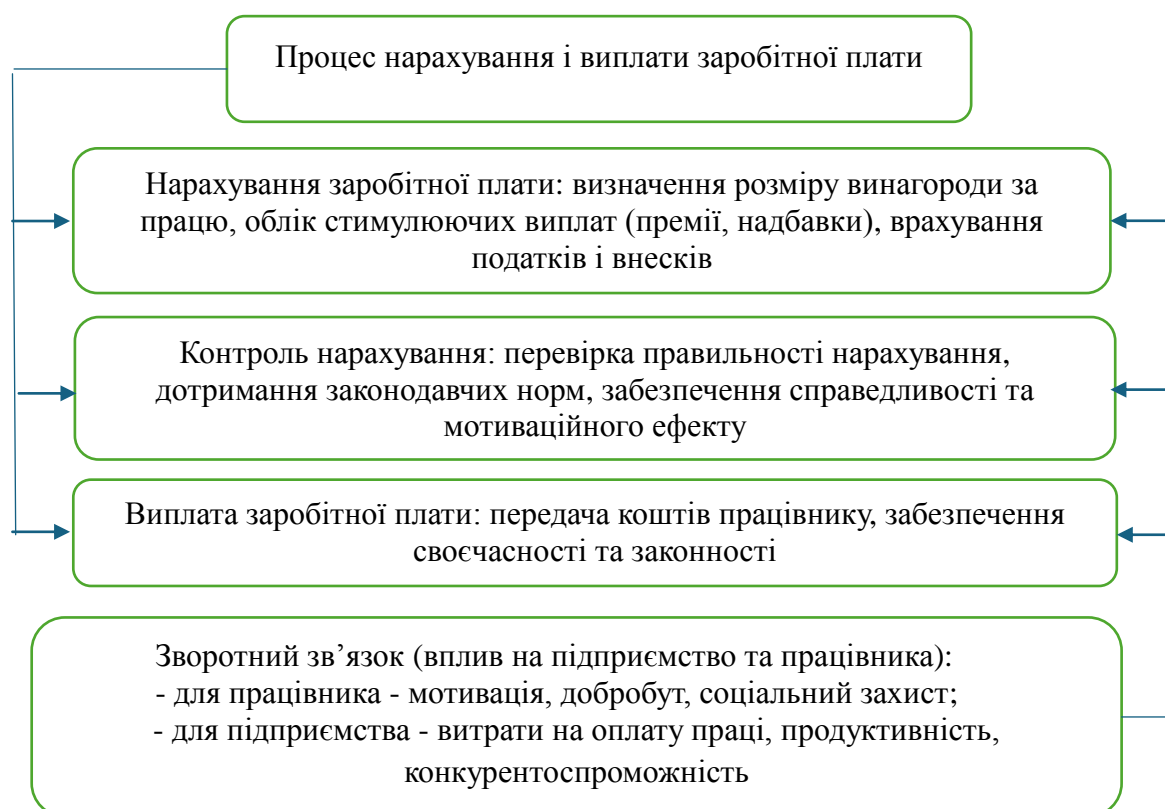 Процес нарахування і виплати заробітної плати
Нарахування заробітної плати: визначення розміру винагороди за
працю, облік стимулюючих виплат (премії, надбавки), врахування
податків і внесків
Контроль нарахування: перевірка правильності нарахування,
дотримання законодавчих норм, забезпечення справедливості та
мотиваційного ефекту
Виплата заробітної плати: передача коштів працівнику, забезпечення
своєчасності та законності
Зворотний зв’язок (вплив на підприємство та працівника):
- для працівника - мотивація, добробут, соціальний захист;
- для підприємства - витрати на оплату праці, продуктивність,
конкурентоспроможність